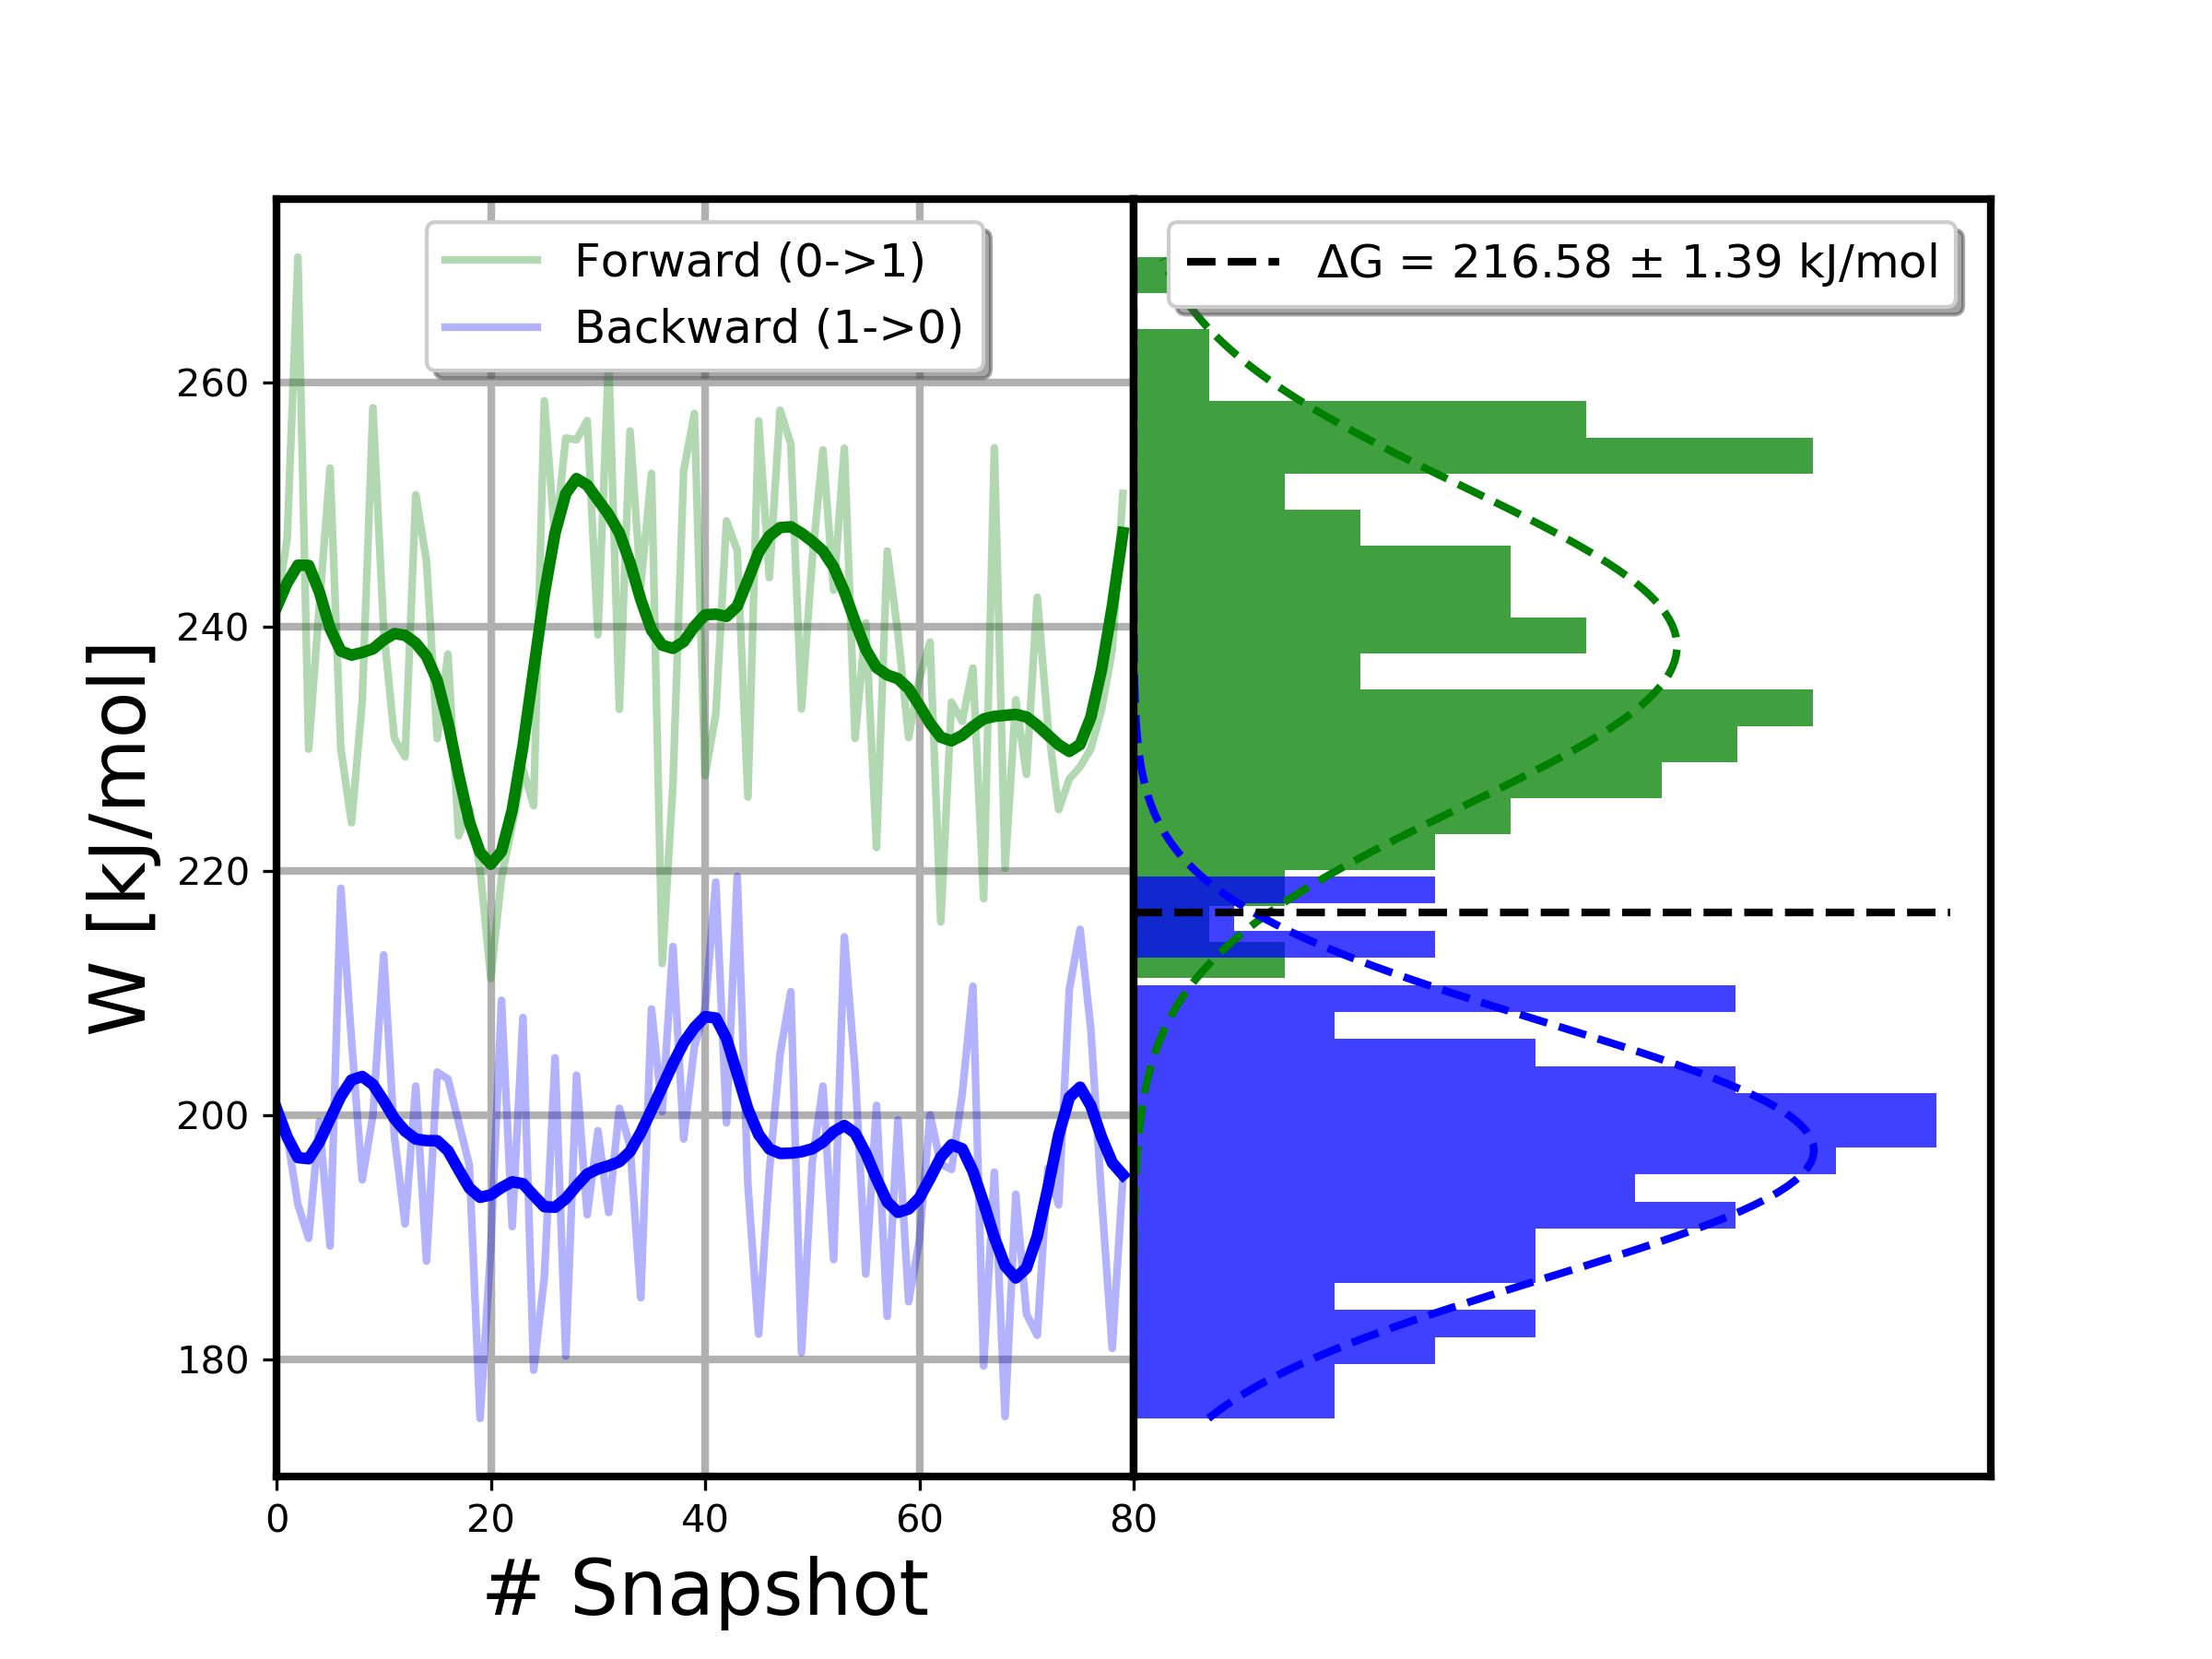 Forward (0->1)
Backward (1->0)
ΔG = 216.58 ± 1.39 kJ/mol
260
240
220
200
180
W [kJ/mol]
0 20 40 60 80
# Snapshot